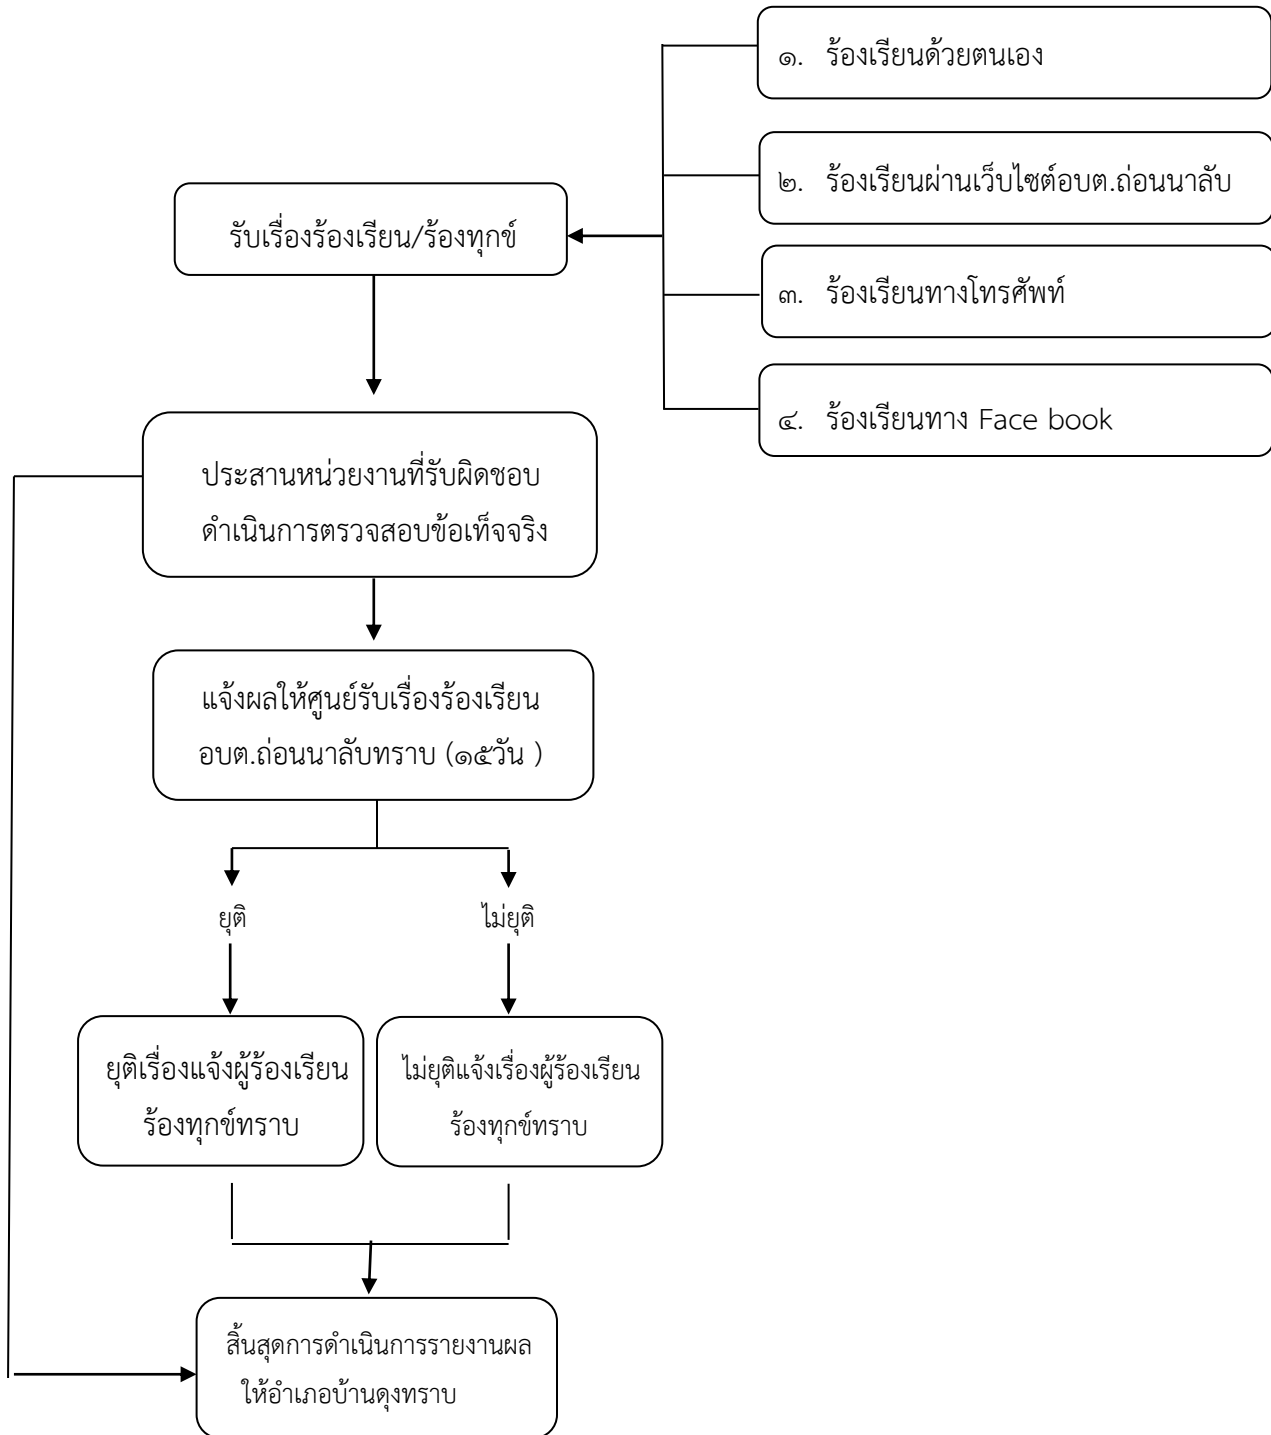 ๑. ร้องเรียนด้วยตนเอง
๒. ร้องเรียนผ่านเว็บไซต์อบต.ถ่อนนาลับ
รับเรื่องร้องเรียน/ร้องทุกข์
๓. ร้องเรียนทางโทรศัพท์
๔. ร้องเรียนทาง Face book
ประสานหน่วยงานที่รับผิดชอบ
ดำเนินการตรวจสอบข้อเท็จจริง
แจ้งผลให้ศูนย์รับเรื่องร้องเรียน
อบต.ถ่อนนาลับทราบ (๑๕วัน )
ยุติ
ไม่ยุติ
ยุติเรื่องแจ้งผู้ร้องเรียน
ร้องทุกข์ทราบ
ไม่ยุติแจ้งเรื่องผู้ร้องเรียน
ร้องทุกข์ทราบ
สิ้นสุดการดำเนินการรายงานผล
ให้อำเภอบ้านดุงทราบ